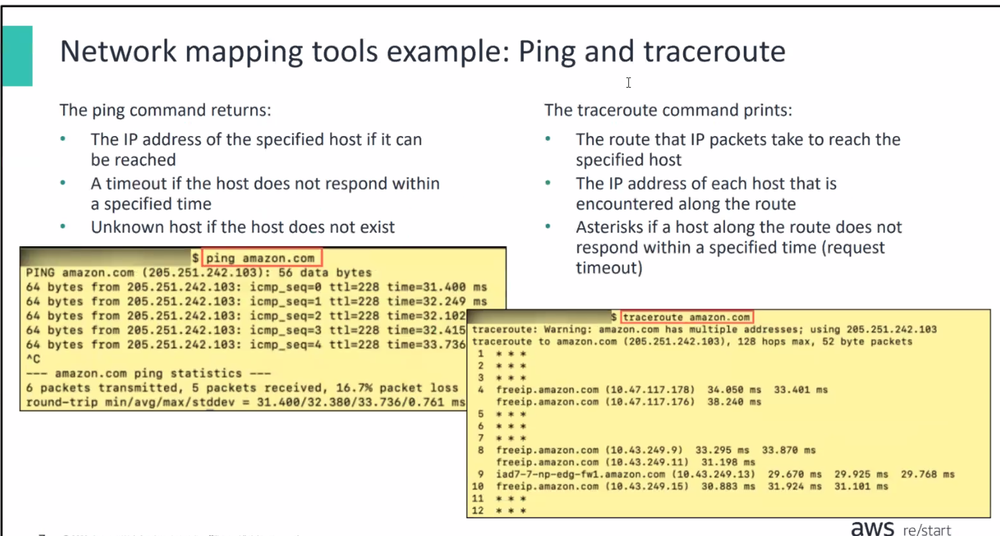 Network mapping tools example: Ping and traceroute
The ping command returns:
• The IP address of the specified host if it can
be reached
• A timeout if the host does not respond within
a specified time
• Unknown host if the host does not exist
The traceroute command prints:
• The route that IP packets take to reach the
specified host
• The IP address of each host that is
encountered along the route
• Asterisks if a host along the route does not
respond within a specified time (request
timeout)
$ ping amazon.com
PING amazon.com (205.251.242.103): 56 data bytes
64 bytes from 205.251.242.103: icmp_seq=0 ttl=228 time=31.400 ms
64 bytes from 205.251.242.103: icmp_seq=1 ttl=228 time=32.249 ms
64 bytes from 205.251.242.103: icmp_seq=2 ttl=228 time=32.102
64 bytes from 205.251.242.103: icmp_seq=3 ttl=228 time=32.415
64 bytes from 205.251.242.103: icmp_seq=4 ttl=228 time=33.736
^C
--- amazon.com ping statistics ---
6 packets transmitted, 5 packets received, 16.7% packet loss
round-trip min/avg/max/stddev = 31.400/32.380/33.736/0.761 ms
$ traceroute amazon.com
traceroute: Warning: amazon.com has multiple addresses; using 205.251.242.103
traceroute to amazon.com (205.251.242.103), 128 hops max, 52 byte packets
1 * * *
2 * * *
3 * * *
4 freeip.amazon.com (10.47.117.178) 34.050 ms 33.401 ms
freeip.amazon.com (10.47.117.176) 38.240 ms
5 * * *
6 * * *
7 * * *
8 freeip.amazon.com (10.43.249.9) 33.295 ms 33.870 ms
freeip.amazon.com (10.43.249.11) 31.198 ms
9 iad7-7-np-edg-fw1.amazon.com (10.43.249.13) 29.670 ms 29.925 ms 29.768 ms
10 freeip.amazon.com (10.43.249.15) 30.883 ms 31.924 ms 31.101 ms
11 * * *
12 * * *
aws re/start